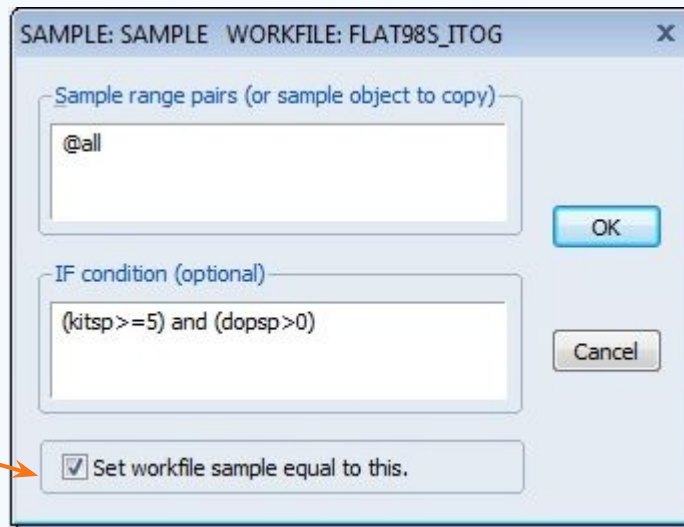 SAMPLE: SAMPLE WORKFILE: FLAT98S_ITOG x
Sample range pairs (or sample object to copy)
@all
OK
IF condition (optional)
(kitsp>=5) and (dopsp>0)
Cancel
Set workfile sample equal to this.